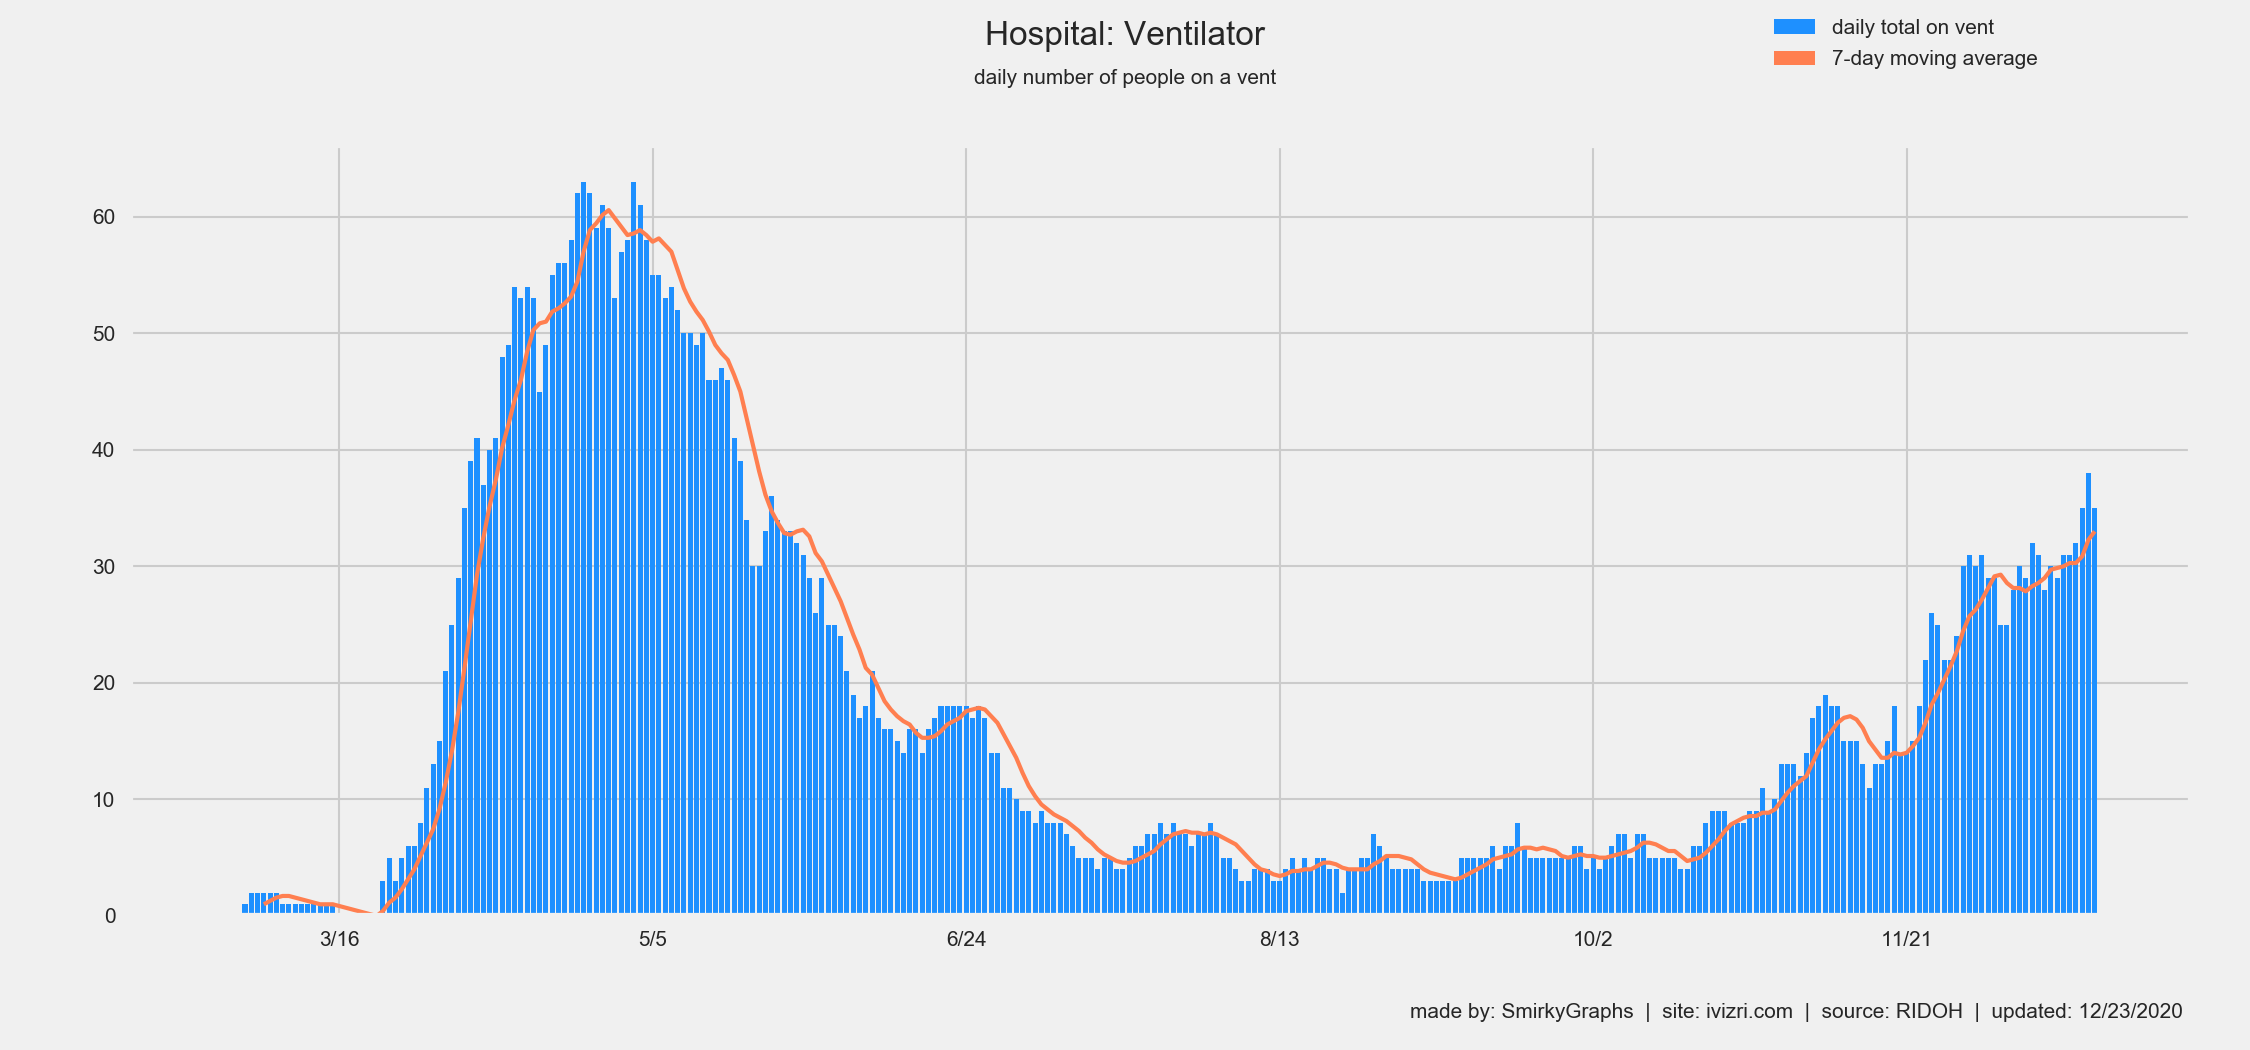 Hospital: Ventilator
daily number of people on a vent
daily total on vent
7-day moving average
60
50
40
30
20
10
0
3/16 5/5 6/24 8/13 10/2 11/21
made by: SmirkyGraphs | site: ivizri.com | source: RIDOH | updated: 12/23/2020